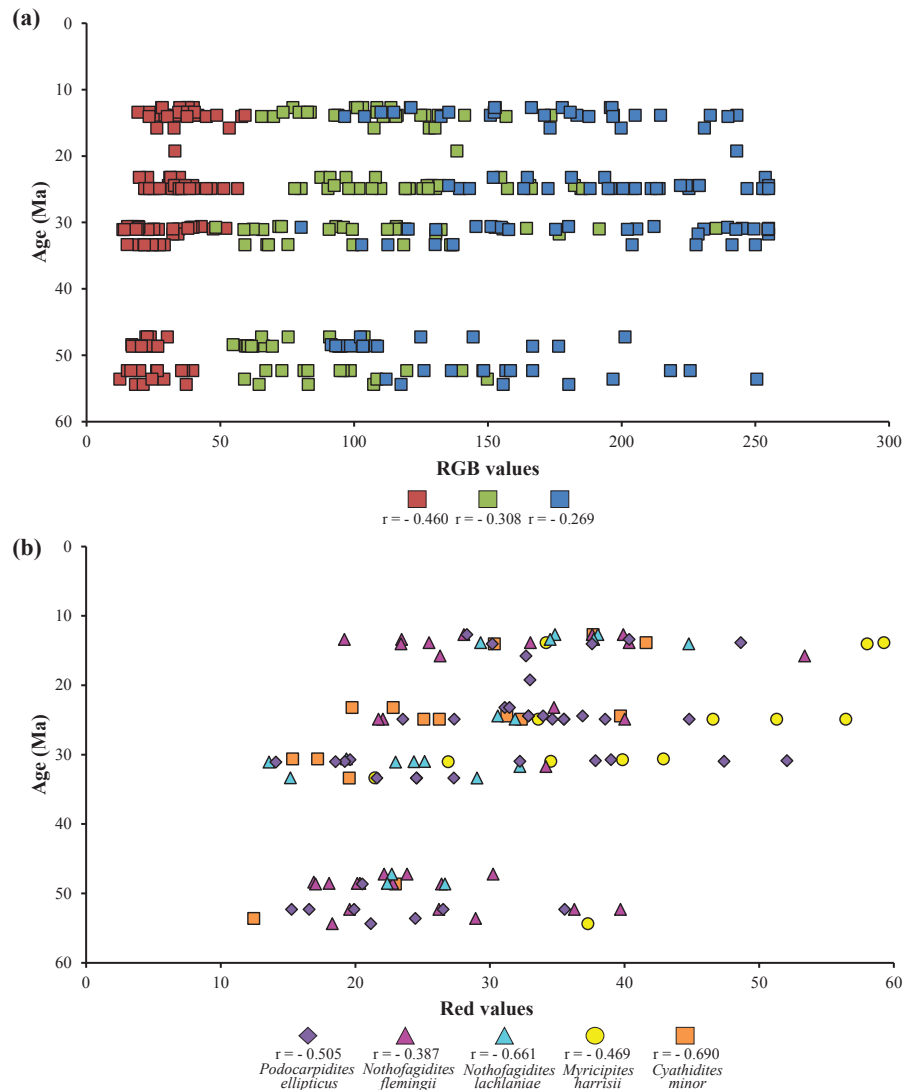 (a)
0
10
20
30
40
50
60
Age (Ma)
0 50 100 150 200 250 300
RGB values
r = - 0.460 r = - 0.308 r = - 0.269
(b)
0
10
20
30
40
50
60
Age (Ma)
0 10 20 30 40 50 60
Red values
r = - 0.505 r = - 0.387 r = - 0.661 r = - 0.469 r = - 0.690
Podocarpidites Nothofagidites Nothofagidites Myricipites Cyathidites
ellipticus flemingii lachlaniae harrisii minor